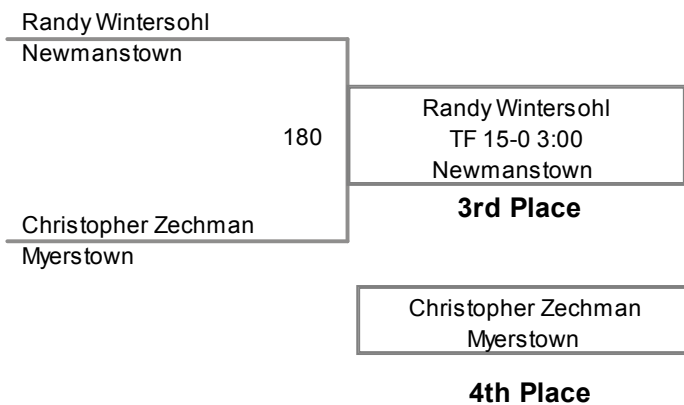 Randy Wintersohl
Newmanstown
180
Randy Wintersohl
TF 15-0 3:00
Newmanstown
3rd Place
Christopher Zechman
Myerstown
Christopher Zechman
Myerstown
4th Place